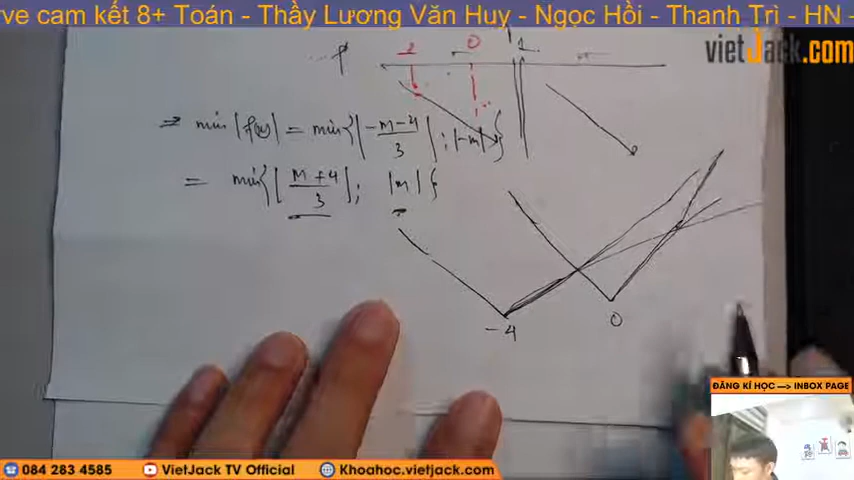 ve cam kết 8+ Toán - Thầy Lương Văn Huy - Ngọc Hồi - Thanh Trì - HN -
vietJack.com
0
=> min |f(x)| = min{|-m-4/3|; |-m|}
= min{|m+4/3|; |m|}
-4 0
ĐĂNG KÍ HỌC —> INBOX PAGE
084 283 4585 VietJack TV Official Khoahoc.vietjack.com